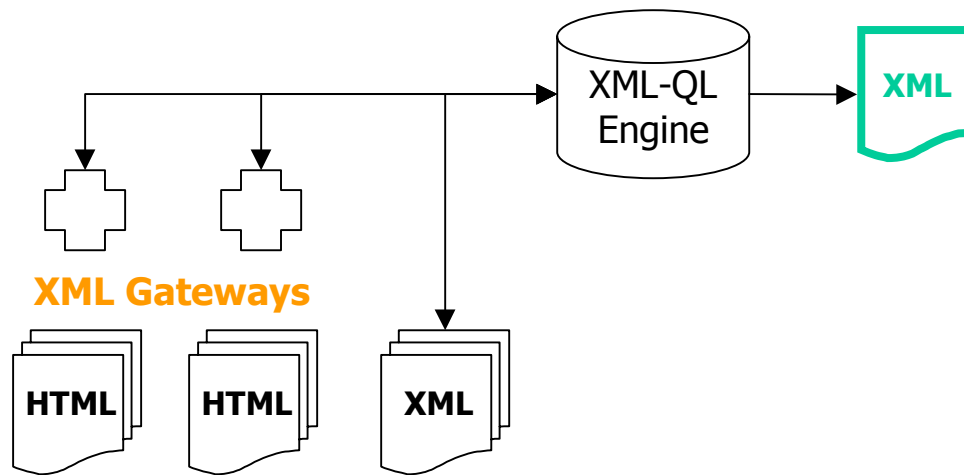 XML-QL
Engine
XML
XML Gateways
HTML
HTML
XML